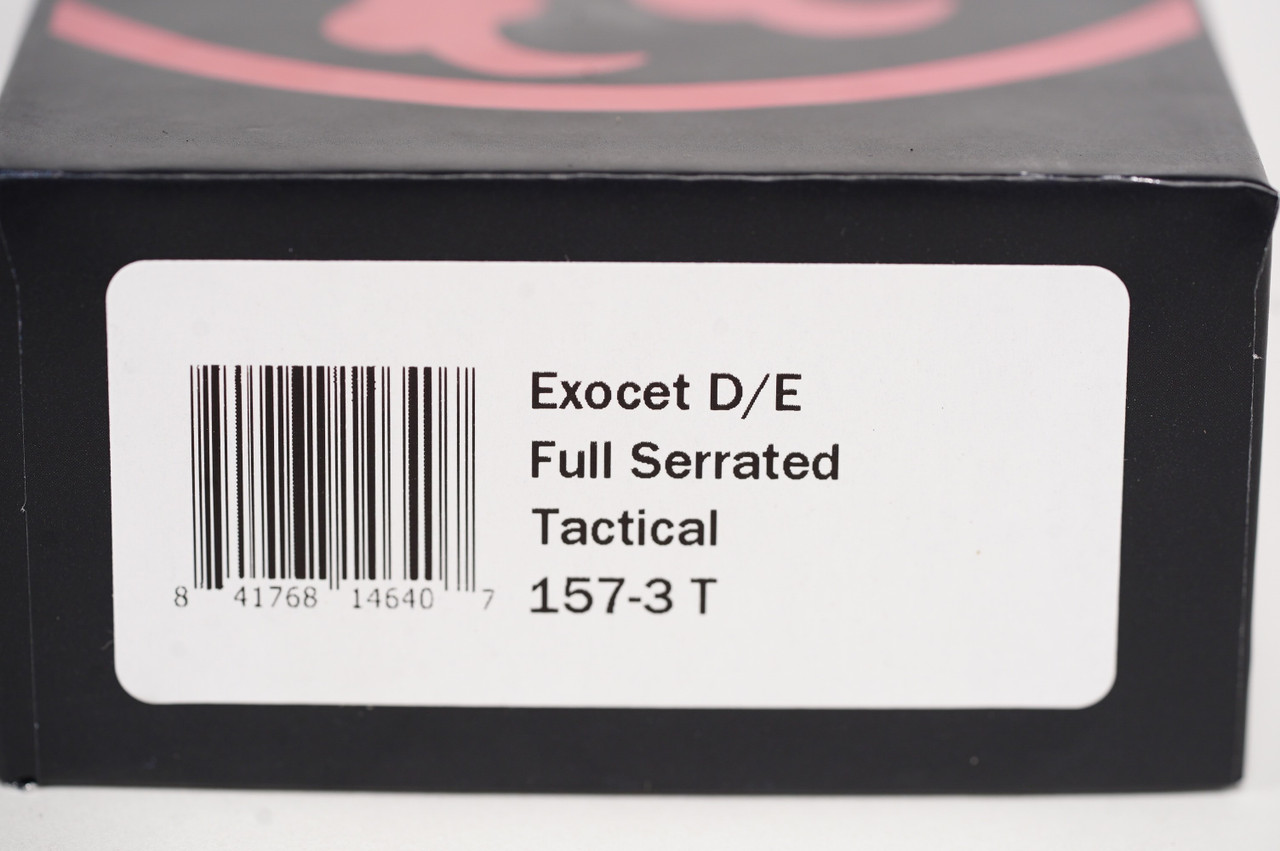 Exocet D/E
Full Serrated
Tactical
157-3 T
8 41768 14640 7